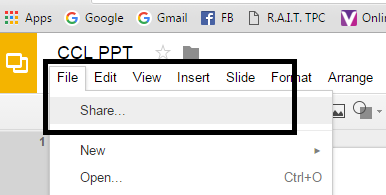 Apps G Google Gmail FB R.A.I.T. TPC Online
CCL PPT
File Edit View Insert Slide Format Arrange
Share...
1
New
Open... Ctrl+O